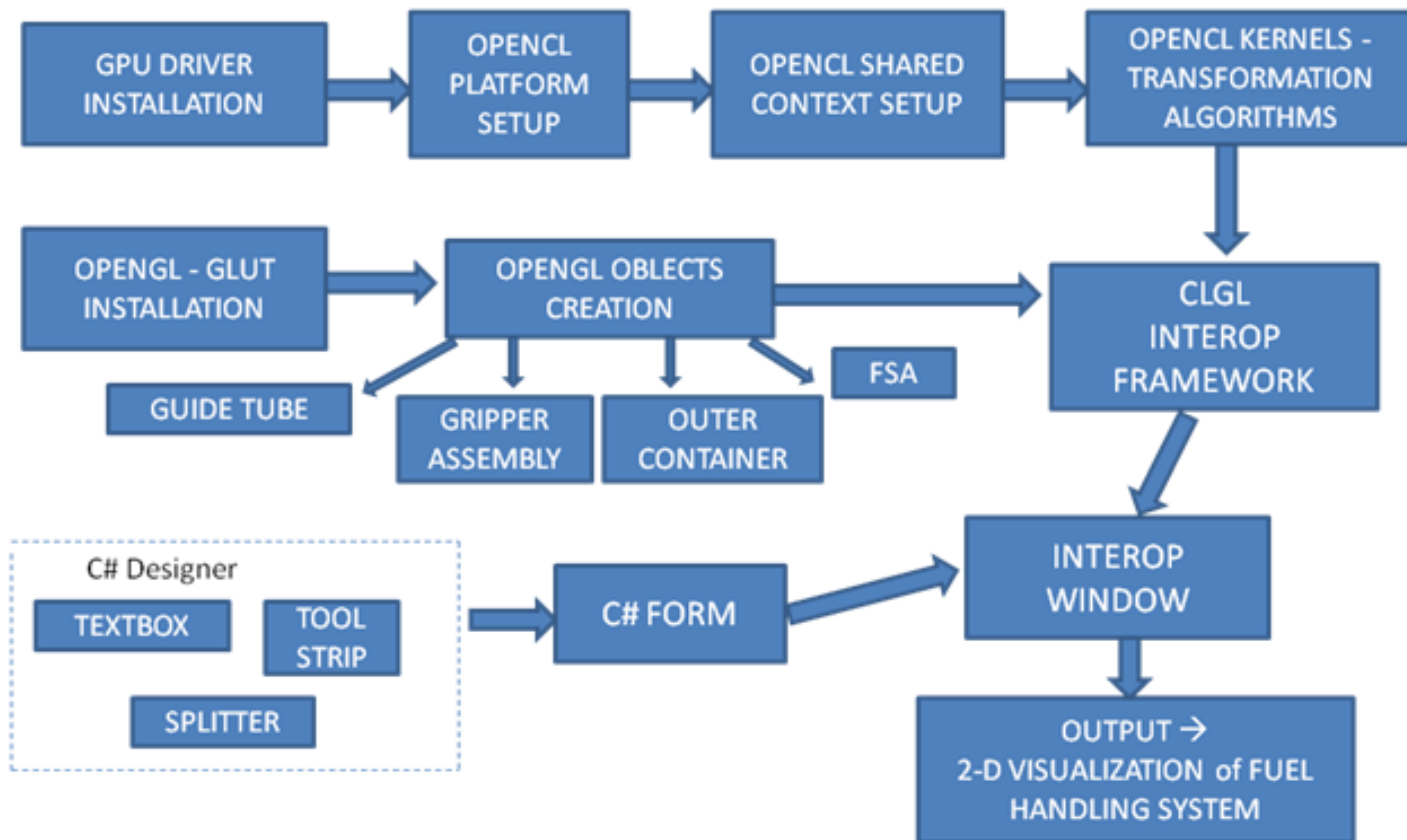 GPU DRIVER
INSTALLATION
OPENCL
PLATFORM
SETUP
OPENCL SHARED
CONTEXT SETUP
OPENCL KERNELS -
TRANSFORMATION
ALGORITHMS
OPENGL - GLUT
INSTALLATION
OPENGL OBLECTS
CREATION
CLGL
INTEROP
FRAMEWORK
GUIDE TUBE
GRIPPER
ASSEMBLY
OUTER
CONTAINER
FSA
C# Designer
TEXTBOX
TOOL
STRIP
SPLITTER
C# FORM
INTEROP
WINDOW
OUTPUT →
2-D VISUALIZATION of FUEL
HANDLING SYSTEM